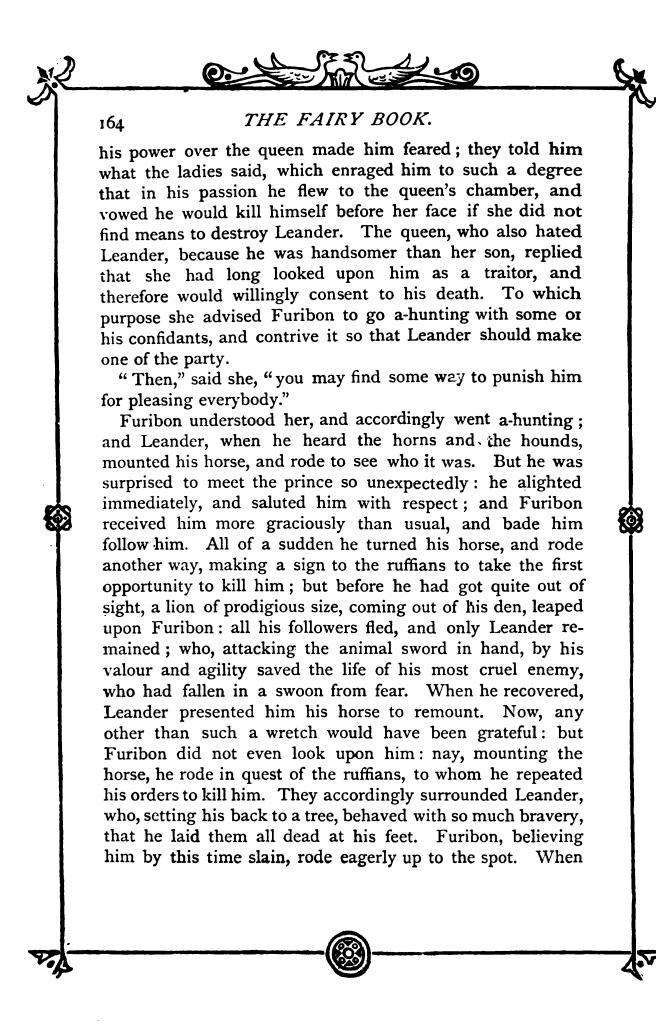 164 THE FAIRY BOOK.
his power over the queen made him feared ; they told him
what the ladies said, which enraged him to such a degree
that in his passion he flew to the queen's chamber, and
vowed he would kill himself before her face if she did not
find means to destroy Leander. The queen, who also hated
Leander, because he was handsomer than her son, replied
that she had long looked upon him as a traitor, and
therefore would willingly consent to his death. To which
purpose she advised Furibon to go a-hunting with some or
his confidants, and contrive it so that Leander should make
one of the party.
“ Then,” said she, “ you may find some way to punish him
for pleasing everybody.”
Furibon understood her, and accordingly went a-hunting ;
and Leander, when he heard the horns and the hounds,
mounted his horse, and rode to see who it was. But he was
surprised to meet the prince so unexpectedly : he alighted
immediately, and saluted him with respect ; and Furibon
received him more graciously than usual, and bade him
follow him. All of a sudden he turned his horse, and rode
another way, making a sign to the ruffians to take the first
opportunity to kill him ; but before he had got quite out of
sight, a lion of prodigious size, coming out of his den, leaped
upon Furibon : all his followers fled, and only Leander re-
mained ; who, attacking the animal sword in hand, by his
valour and agility saved the life of his most cruel enemy,
who had fallen in a swoon from fear. When he recovered,
Leander presented him his horse to remount. Now, any
other than such a wretch would have been grateful : but
Furibon did not even look upon him : nay, mounting the
horse, he rode in quest of the ruffians, to whom he repeated
his orders to kill him. They accordingly surrounded Leander,
who, setting his back to a tree, behaved with so much bravery,
that he laid them all dead at his feet. Furibon, believing
him by this time slain, rode eagerly up to the spot. When